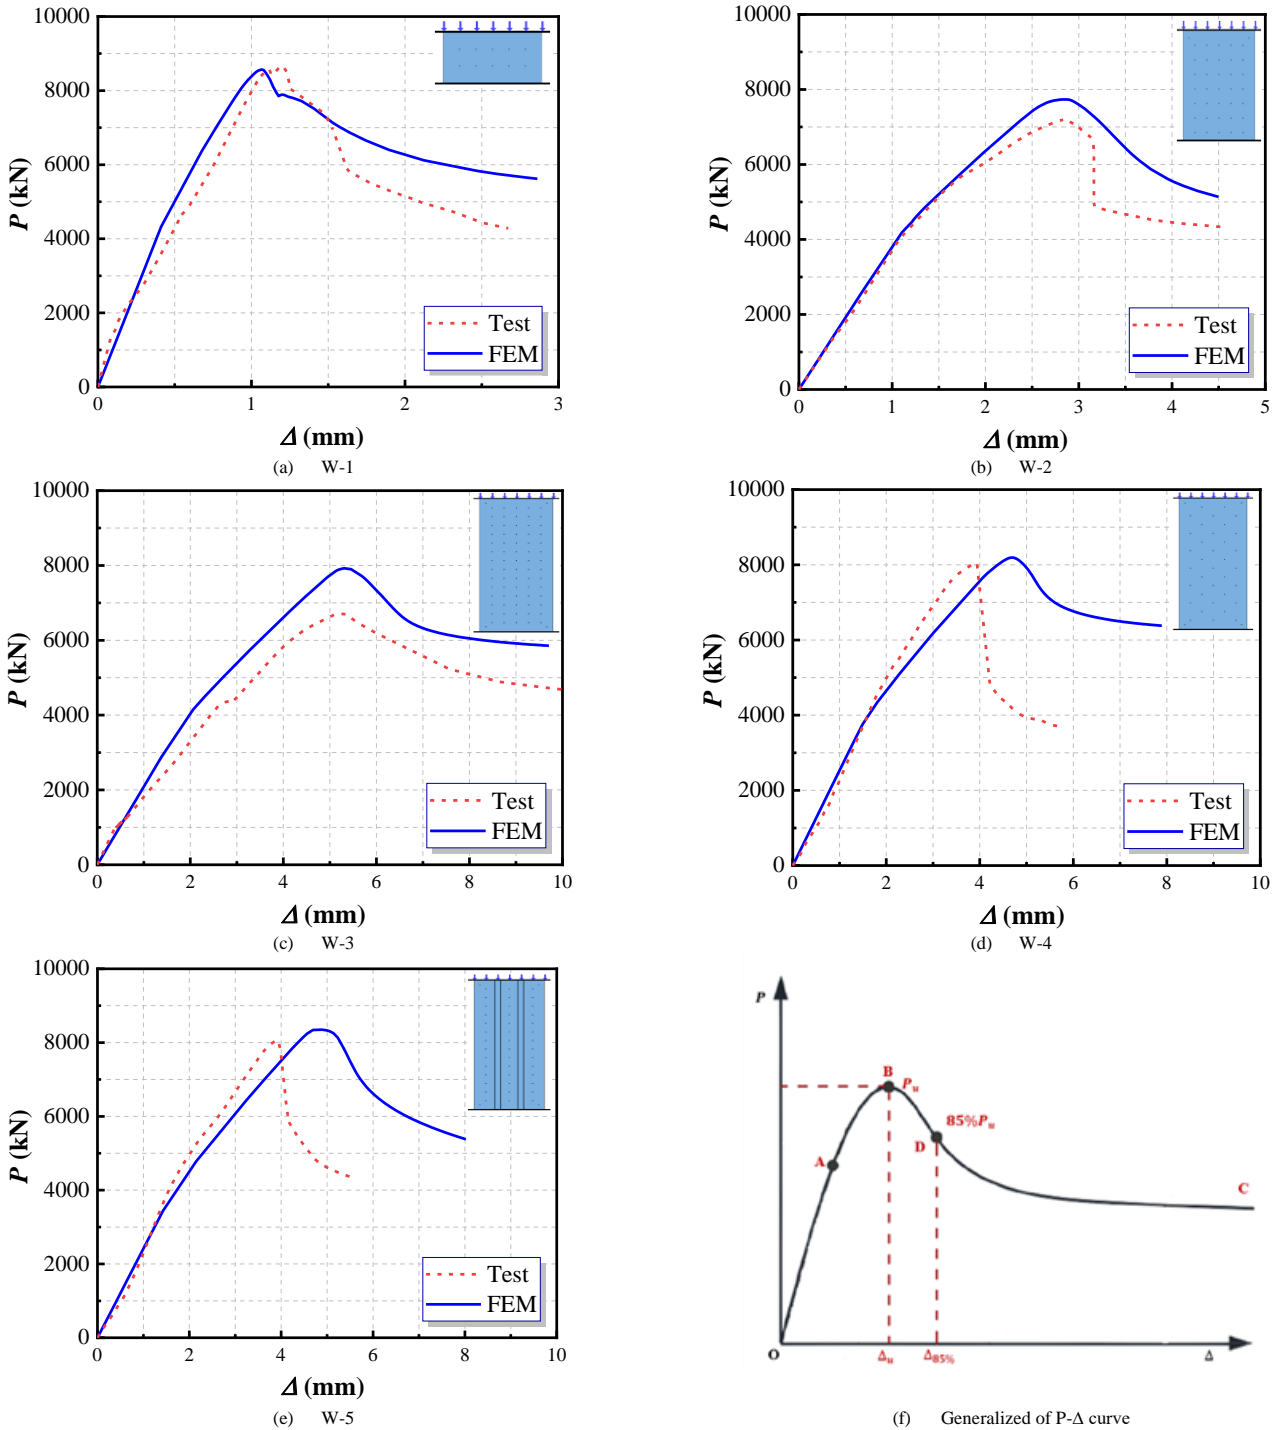 10000
8000
6000
4000
2000
0
P (kN)
Test
FEM
0 1 2 3
Δ (mm)
(a) W-1
10000
8000
6000
4000
2000
0
P (kN)
Test
FEM
0 1 2 3 4 5
Δ (mm)
(b) W-2
10000
8000
6000
4000
2000
0
P (kN)
Test
FEM
0 2 4 6 8 10
Δ (mm)
(c) W-3
10000
8000
6000
4000
2000
0
P (kN)
Test
FEM
0 2 4 6 8 10
Δ (mm)
(d) W-4
10000
8000
6000
4000
2000
0
P (kN)
Test
FEM
0 2 4 6 8 10
Δ (mm)
(e) W-5
P
B Pu
85%Pu
D
A
C
O Δu Δ85% Δ
(f) Generalized of P-Δ curve